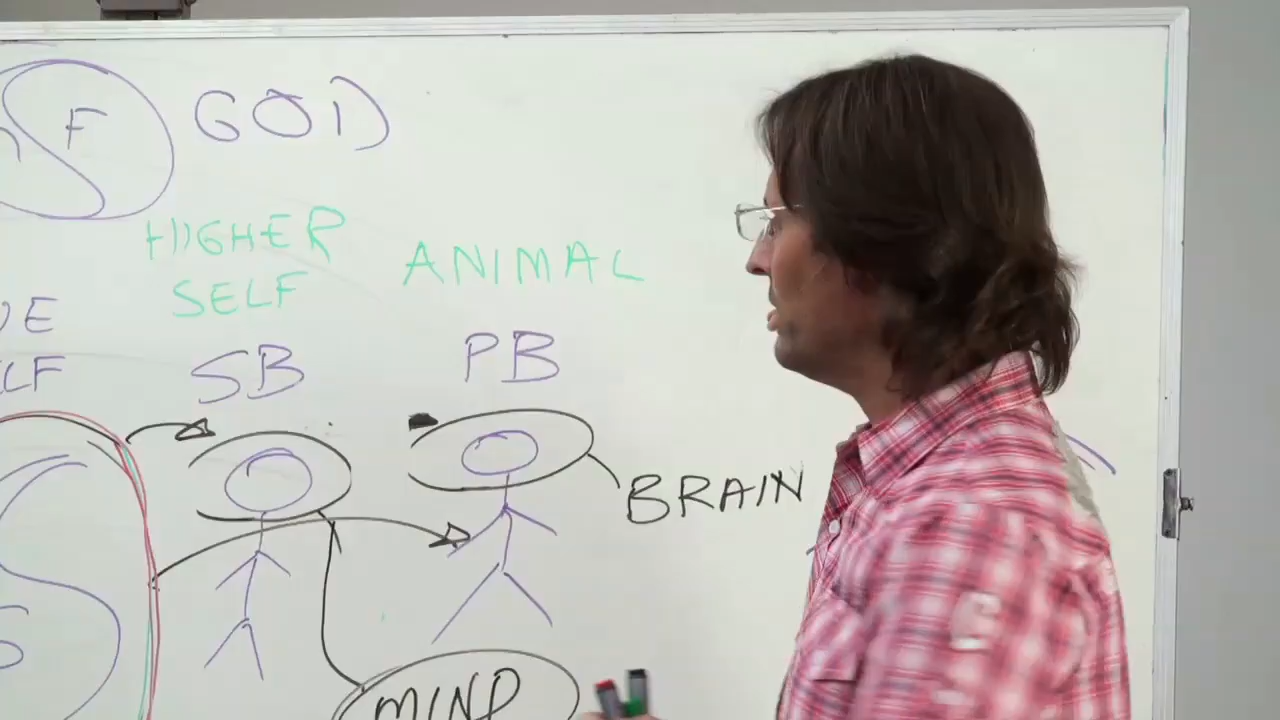 F GOD
HIGHER
SELF
ANIMAL
SB
PB
BRAIN
MIND